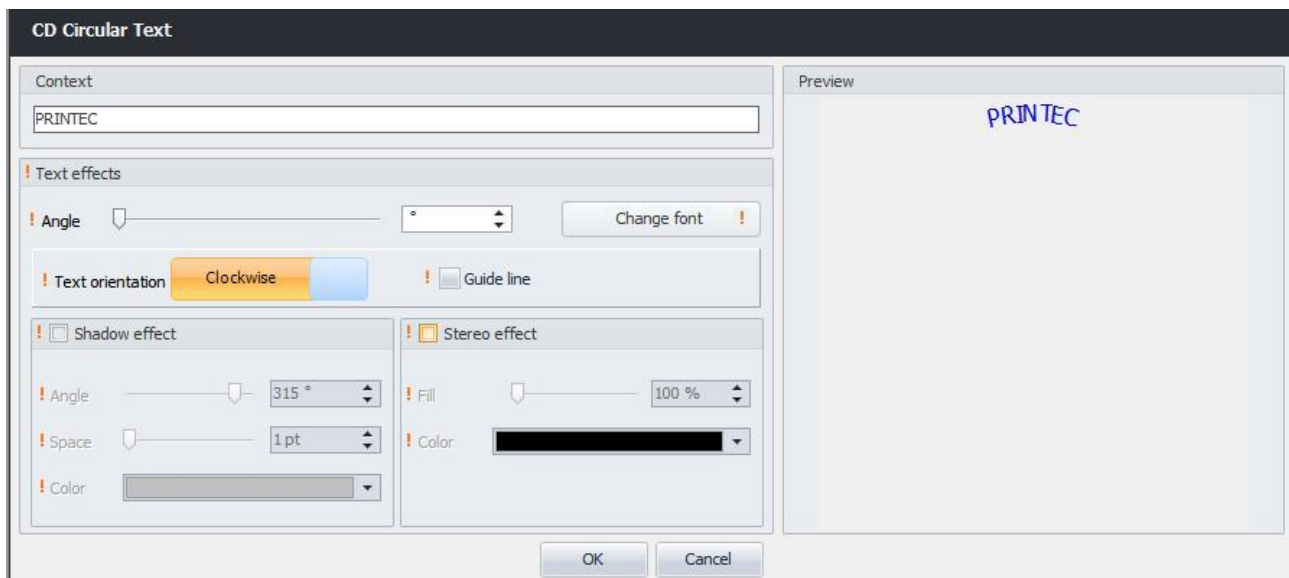 CD Circular Text
Context
PRINTEC
! Text effects
! Angle
°
Change font !
! Text orientation
Clockwise
! Guide line
! Shadow effect
! Angle
315 °
! Space
1 pt
! Color
! Stereo effect
! Fill
100 %
! Color
Preview
PRINTEC
OK
Cancel